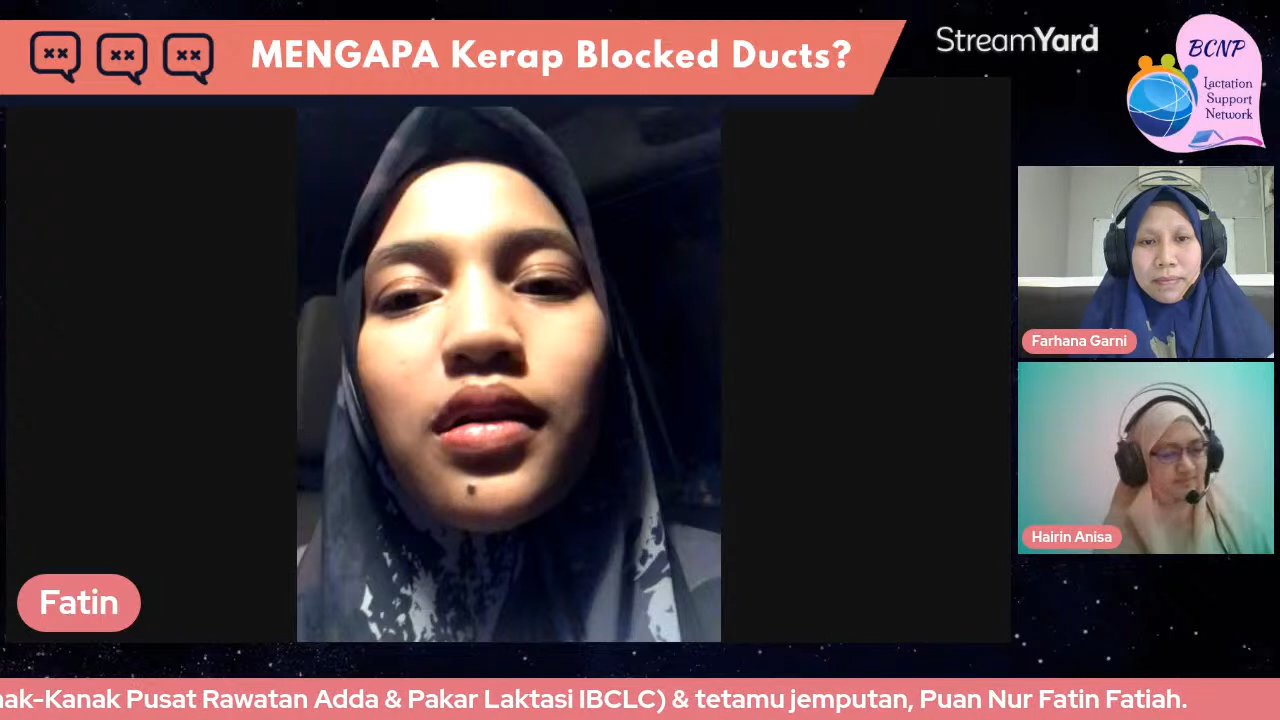 MENGAPA Kerap Blocked Ducts?
StreamYard
BCNP
Lactation
Support
Network
Farhana Garni
Hairin Anisa
Fatin
ak-Kanak Pusat Rawatan Adda & Pakar Laktasi IBCLC) & tetamu jemputan, Puan Nur Fatin Fatiah.